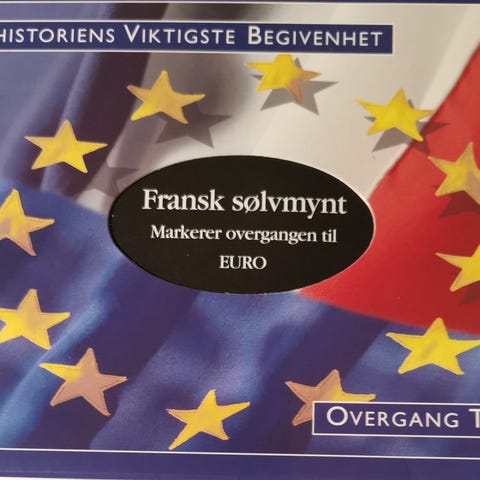 HISTORIENS VIKTIGSTE BEGIVENHET
Fransk sølvmynt
Markerer overgangen til
EURO
OVERGANG T